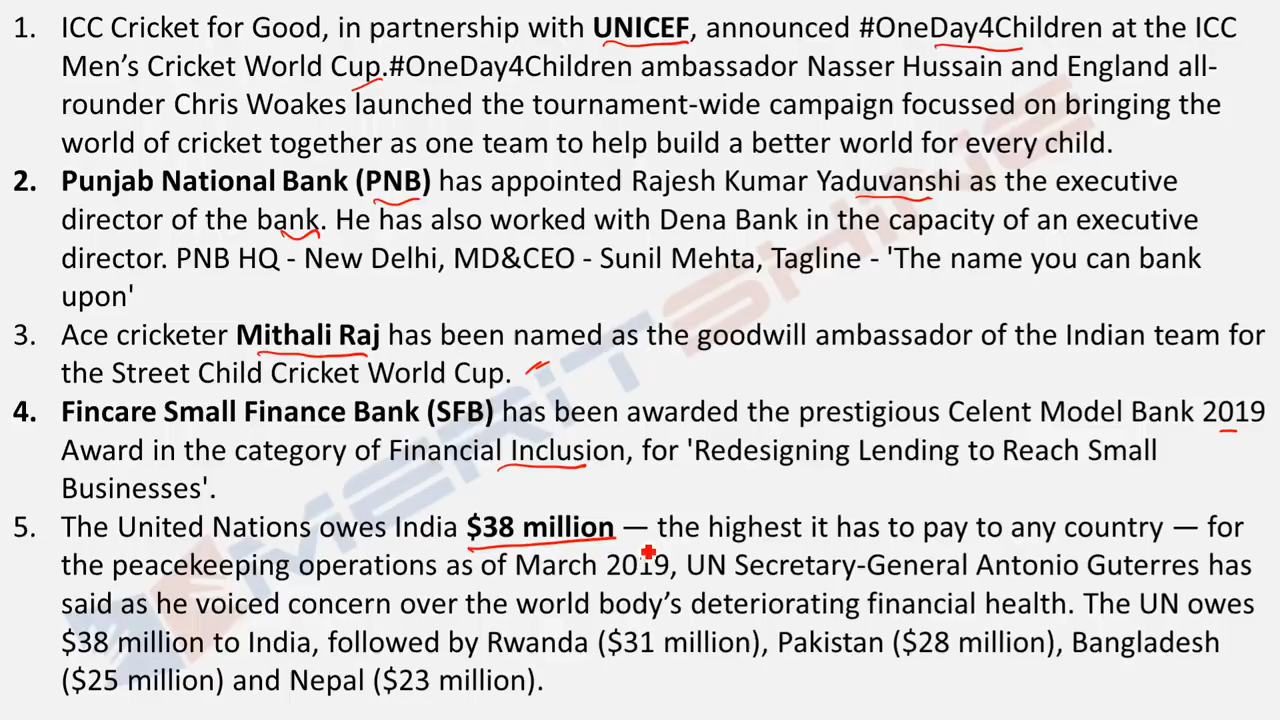 1. ICC Cricket for Good, in partnership with UNICEF, announced #OneDay4Children at the ICC
Men’s Cricket World Cup.#OneDay4Children ambassador Nasser Hussain and England all-
rounder Chris Woakes launched the tournament-wide campaign focussed on bringing the
world of cricket together as one team to help build a better world for every child.
2. Punjab National Bank (PNB) has appointed Rajesh Kumar Yaduvanshi as the executive
director of the bank. He has also worked with Dena Bank in the capacity of an executive
director. PNB HQ - New Delhi, MD&CEO - Sunil Mehta, Tagline - 'The name you can bank
upon'
3. Ace cricketer Mithali Raj has been named as the goodwill ambassador of the Indian team for
the Street Child Cricket World Cup.
4. Fincare Small Finance Bank (SFB) has been awarded the prestigious Celent Model Bank 2019
Award in the category of Financial Inclusion, for 'Redesigning Lending to Reach Small
Businesses'.
5. The United Nations owes India $38 million — the highest it has to pay to any country — for
the peacekeeping operations as of March 2019, UN Secretary-General Antonio Guterres has
said as he voiced concern over the world body’s deteriorating financial health. The UN owes
$38 million to India, followed by Rwanda ($31 million), Pakistan ($28 million), Bangladesh
($25 million) and Nepal ($23 million).
MERIT SHINE